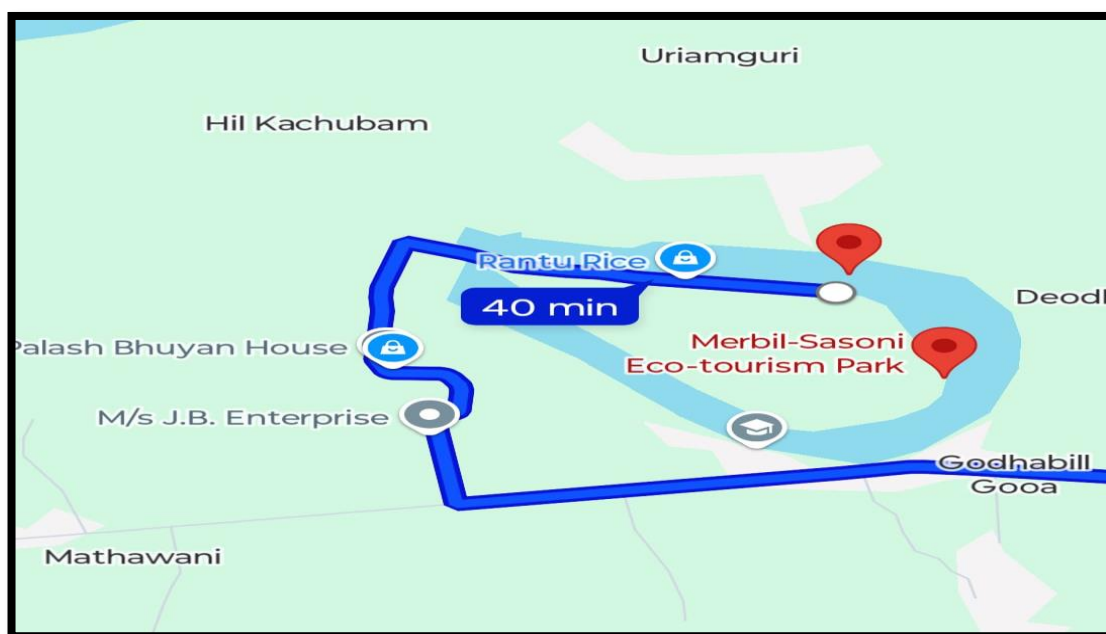 Uriamguri
Hil Kachubam
Rantu Rice
40 min
Deodh
Merbil-Sasoni
Eco-tourism Park
Palash Bhuyan House
M/s J.B. Enterprise
Godhabill
Gooa
Mathawani